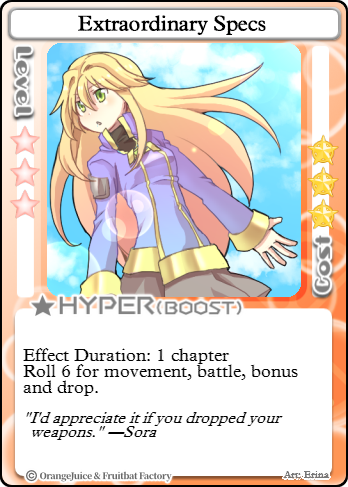 Extraordinary Specs
Level
Cost
HYPER(BOOST)
Effect Duration: 1 chapter
Roll 6 for movement, battle, bonus
and drop.
"I'd appreciate it if you dropped your
weapons." —Sora
© OrangeJuice & Fruitbat Factory
Art: Erina